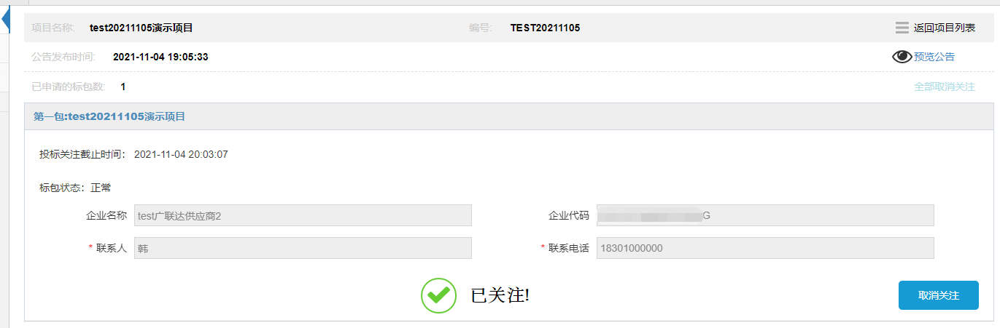 项目名称: test20211105演示项目 编号: TEST20211105 返回项目列表
公告发布时间: 2021-11-04 19:05:33 预览公告
已申请的标包数: 1 全部取消关注
第一包:test20211105演示项目
投标关注截止时间: 2021-11-04 20:03:07
标包状态: 正常
企业名称 test广联达供应商2 企业代码 G
* 联系人 韩 * 联系电话 18301000000
已关注! 取消关注